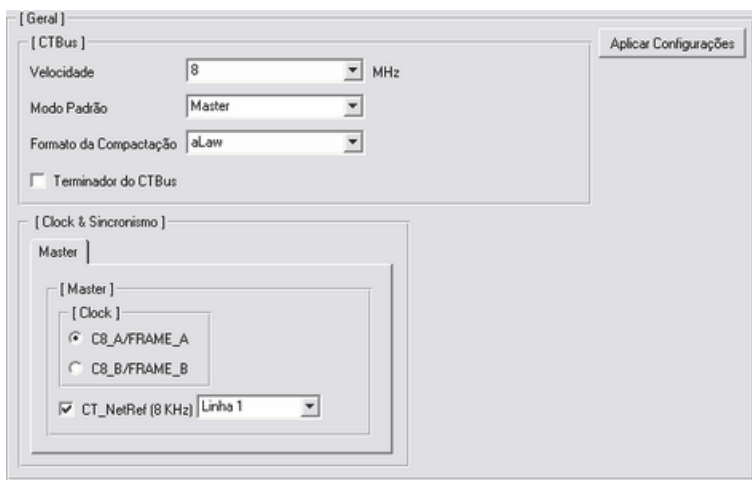 [ Geral ]
[ CTBus ]
Aplicar Configurações
Velocidade 8 MHz
Modo Padrão Master
Formato da Compactação aLaw
Terminador do CTBus
[ Clock & Sincronismo ]
Master
[ Master ]
[ Clock ]
C8_A/FRAME_A
C8_B/FRAME_B
CT_NetRef (8 KHz) Linha 1